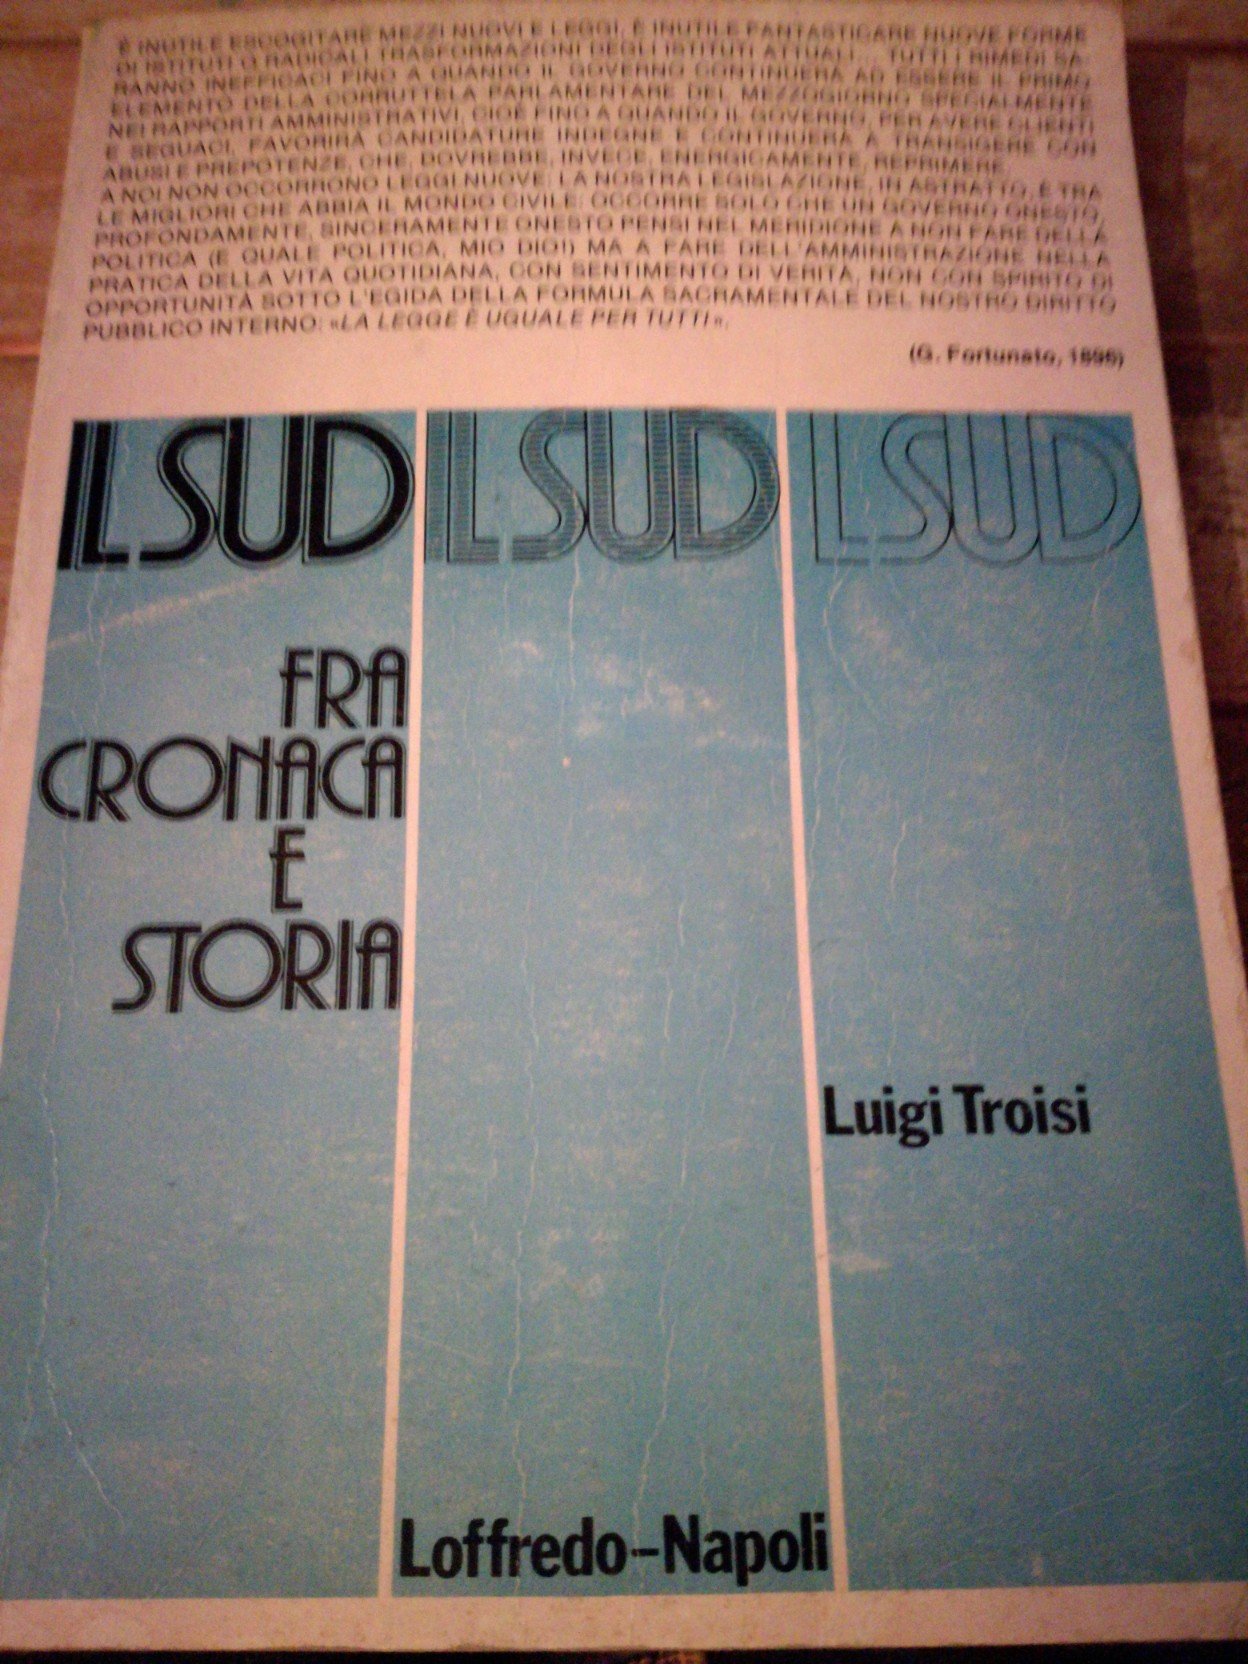 È INUTILE ESCOGITARE MEZZI NUOVI E LEGGI, È INUTILE FANTASTICARE NUOVE FORME
DI ISTITUTI O RADICALI TRASFORMAZIONI DEGLI ISTITUTI ATTUALI... TUTTI I RIMEDI SA-
RANNO INEFFICACI FINO A QUANDO IL GOVERNO CONTINUERÀ AD ESSERE IL PRIMO
ELEMENTO DELLA CORRUTTELA PARLAMENTARE DEL MEZZOGIORNO SPECIALMENTE
NEI RAPPORTI AMMINISTRATIVI, CIOÈ FINO A QUANDO IL GOVERNO, PER AVERE CLIENTI
E SEGUACI, FAVORIRÀ CANDIDATURE INDEGNE E CONTINUERÀ A TRANSIGERE CON
ABUSI E PREPOTENZE, CHE, DOVREBBE, INVECE, ENERGICAMENTE, REPRIMERE.
A NOI NON OCCORRONO LEGGI NUOVE: LA NOSTRA LEGISLAZIONE, IN ASTRATTO, È TRA
LE MIGLIORI CHE ABBIA IL MONDO CIVILE: OCCORRE SOLO CHE UN GOVERNO ONESTO,
PROFONDAMENTE, SINCERAMENTE ONESTO PENSI NEL MERIDIONE A NON FARE DELLA
POLITICA (E QUALE POLITICA, MIO DIO!) MA A FARE DELL'AMMINISTRAZIONE NELLA
PRATICA DELLA VITA QUOTIDIANA, CON SENTIMENTO DI VERITÀ, NON CON SPIRITO DI
OPPORTUNITÀ SOTTO L'EGIDA DELLA FORMULA SACRAMENTALE DEL NOSTRO DIRITTO
PUBBLICO INTERNO: «LA LEGGE È UGUALE PER TUTTI».
(G. Fortunato, 1896)
IL SUD IL SUD IL SUD
FRA
CRONACA
E
STORIA
Luigi Troisi
Loffredo-Napoli